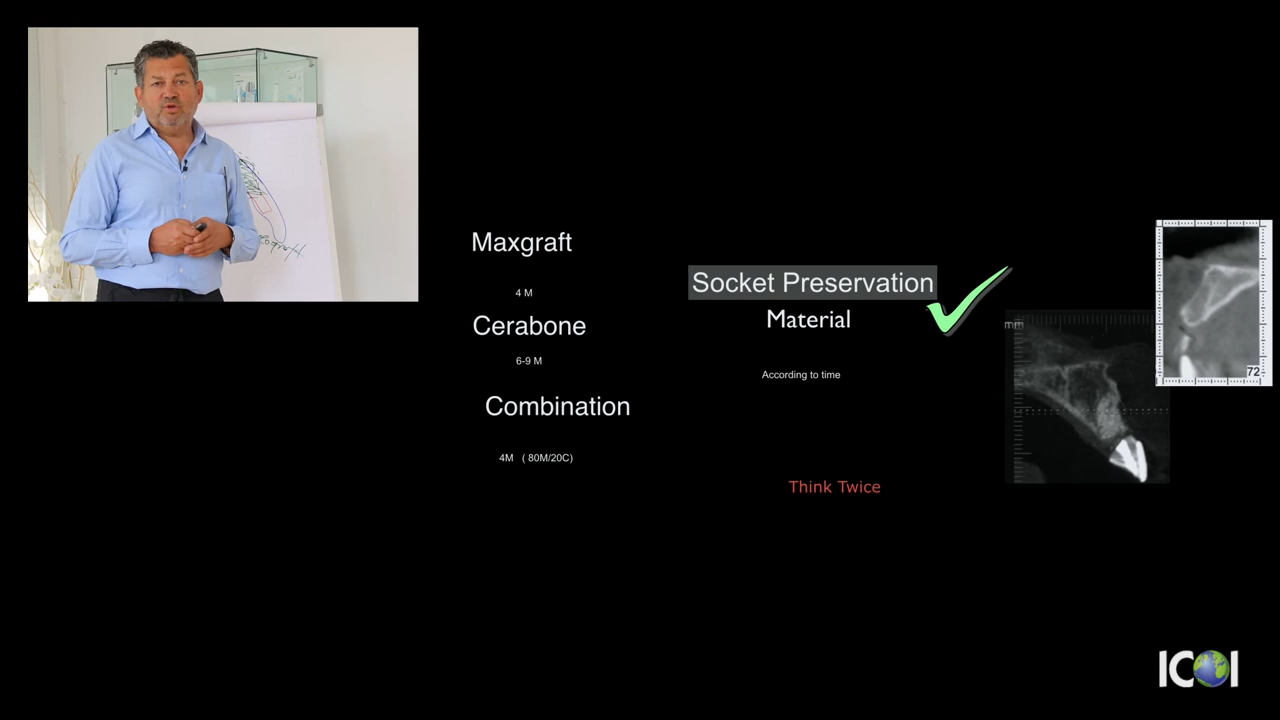 Maxgraft
4 M
Cerabone
6-9 M
Combination
4M ( 80M/20C)
Socket Preservation
Material
According to time
Think Twice
mm
72
ICOI